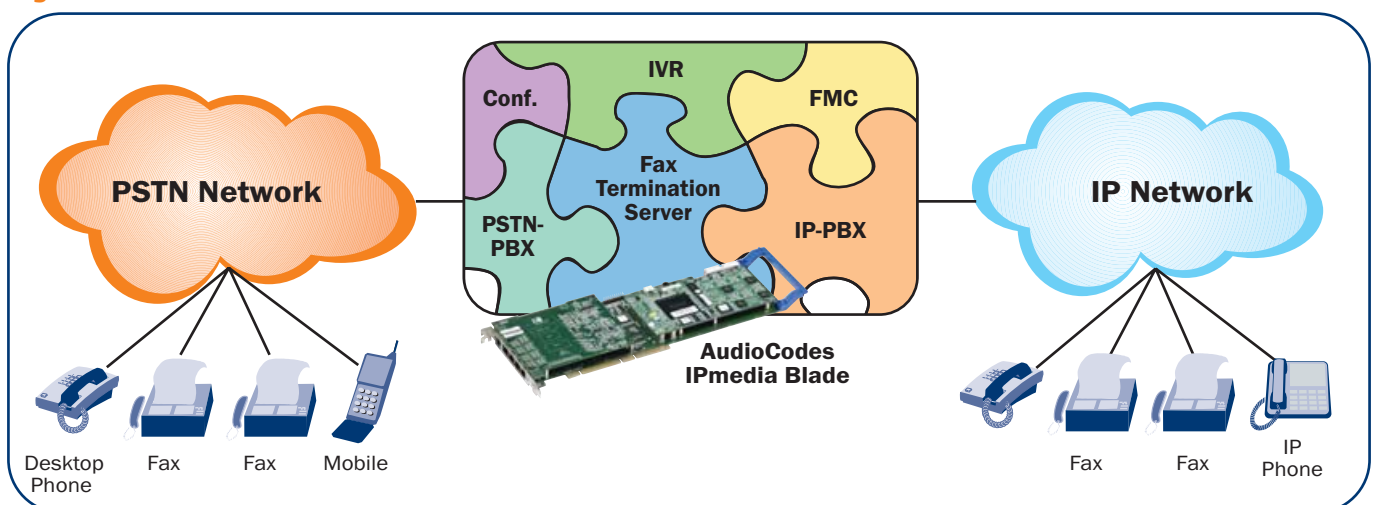 IVR
Conf.
FMC
PSTN Network
Fax
Termination
Server
IP Network
PSTN-
PBX
IP-PBX
AudioCodes
IPmedia Blade
Desktop
Phone
Fax
Fax
Mobile
Fax
Fax
IP
Phone